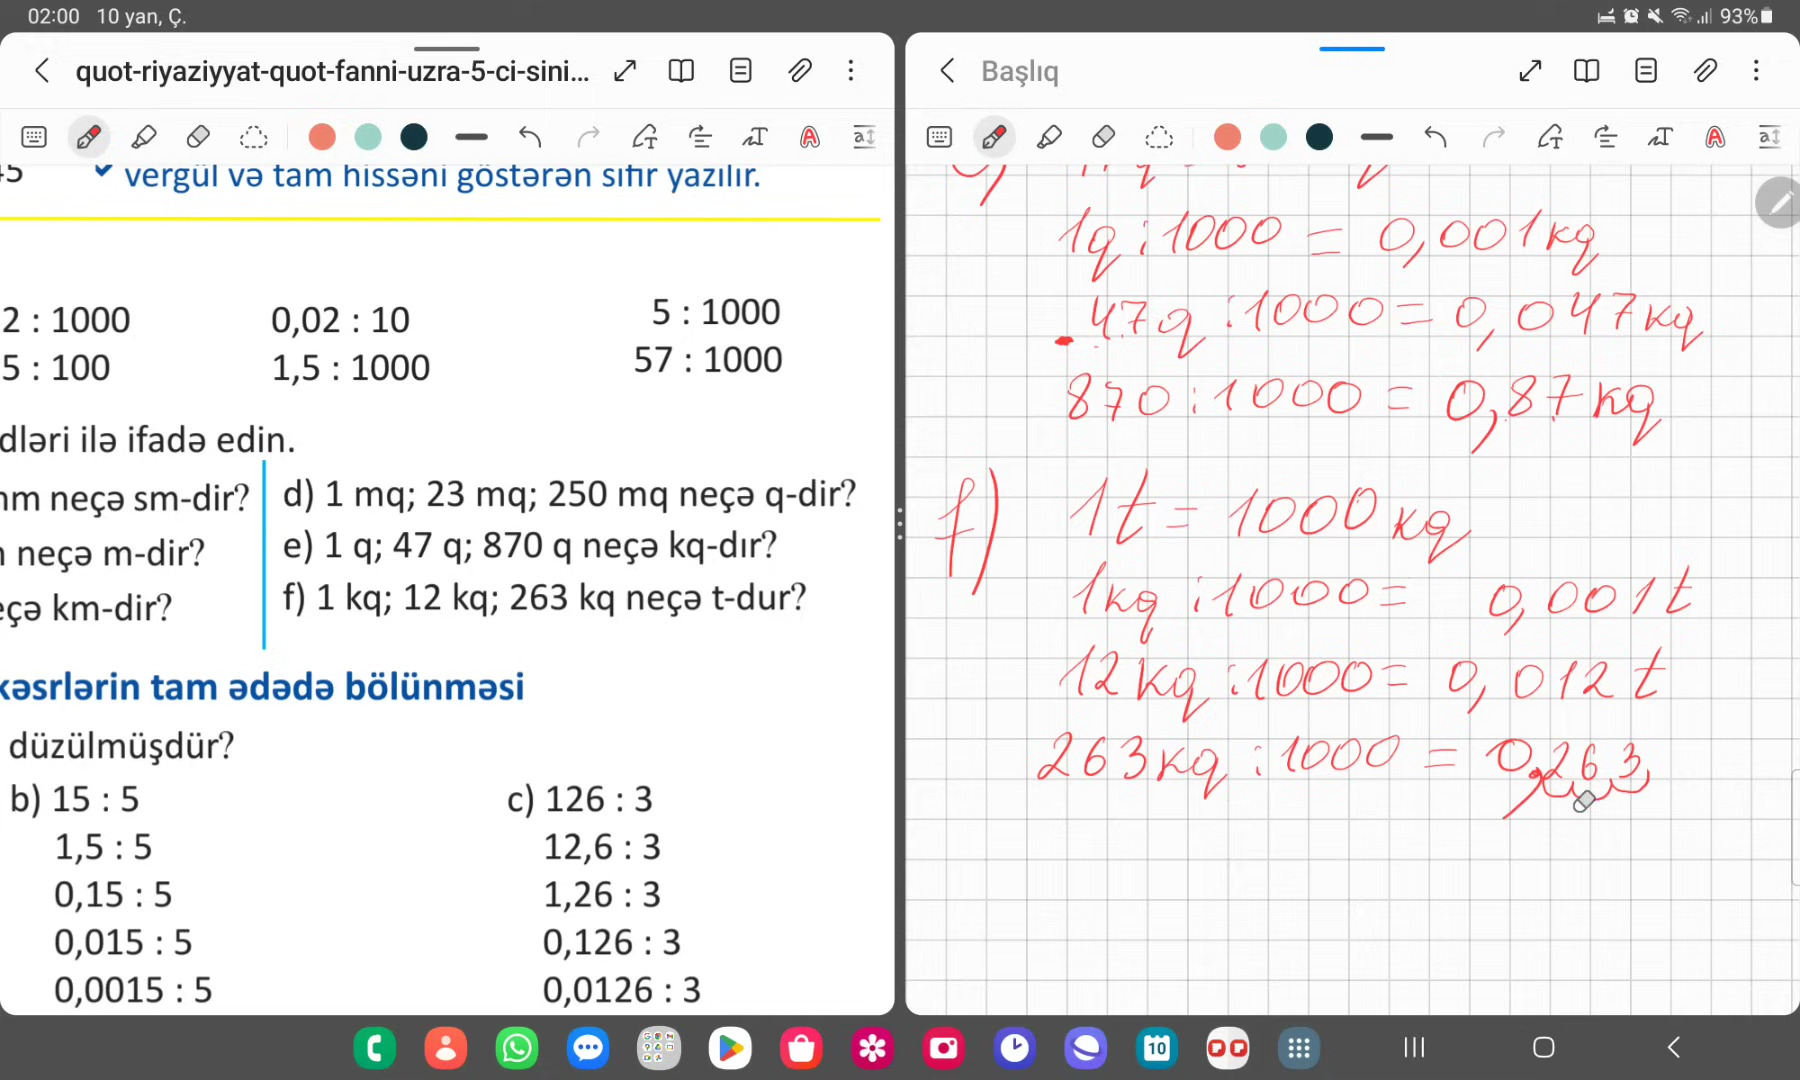 02:00 10 yan, Ç.
93%
quot-riyaziyyat-quot-fanni-uzra-5-ci-sini...
45
✓ vergül və tam hissəni göstərən sıfır yazılır.
2 : 1000 0,02 : 10 5 : 1000
5 : 100 1,5 : 1000 57 : 1000
dləri ilə ifadə edin.
mm neçə sm-dir?
neçə m-dir?
eçə km-dir?
d) 1 mq; 23 mq; 250 mq neçə q-dir?
e) 1 q; 47 q; 870 q neçə kq-dır?
f) 1 kq; 12 kq; 263 kq neçə t-dur?
kəsrlərin tam ədədə bölünməsi
düzülmüşdür?
b) 15 : 5
1,5 : 5
0,15 : 5
0,015 : 5
0,0015 : 5
c) 126 : 3
12,6 : 3
1,26 : 3
0,126 : 3
0,0126 : 3
Başlıq
1q : 1000 = 0,001kq
47q : 1000 = 0,047kq
870 : 1000 = 0,87kq
f) 1t = 1000 kq
1kq : 1000 = 0,001t
12kq : 1000 = 0,012 t
263kq : 1000 = 0,263
10